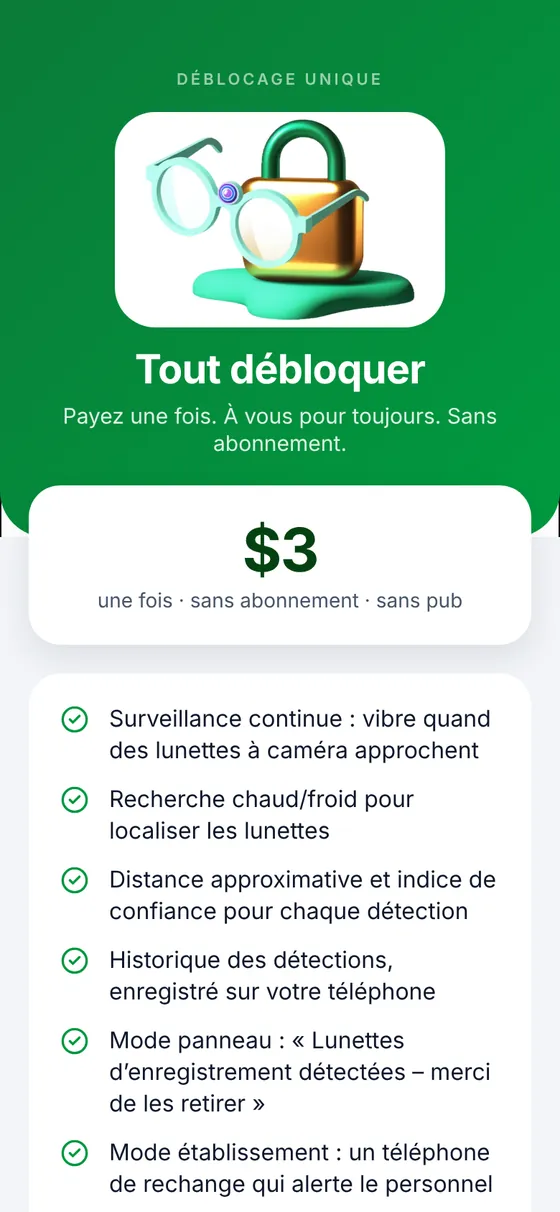 DÉBLOCAGE UNIQUE
Tout débloquer
Payez une fois. À vous pour toujours. Sans
abonnement.
$3
une fois · sans abonnement · sans pub
Surveillance continue : vibre quand
des lunettes à caméra approchent
Recherche chaud/froid pour
localiser les lunettes
Distance approximative et indice de
confiance pour chaque détection
Historique des détections,
enregistré sur votre téléphone
Mode panneau : « Lunettes
d’enregistrement détectées – merci
de les retirer »
Mode établissement : un téléphone
de rechange qui alerte le personnel